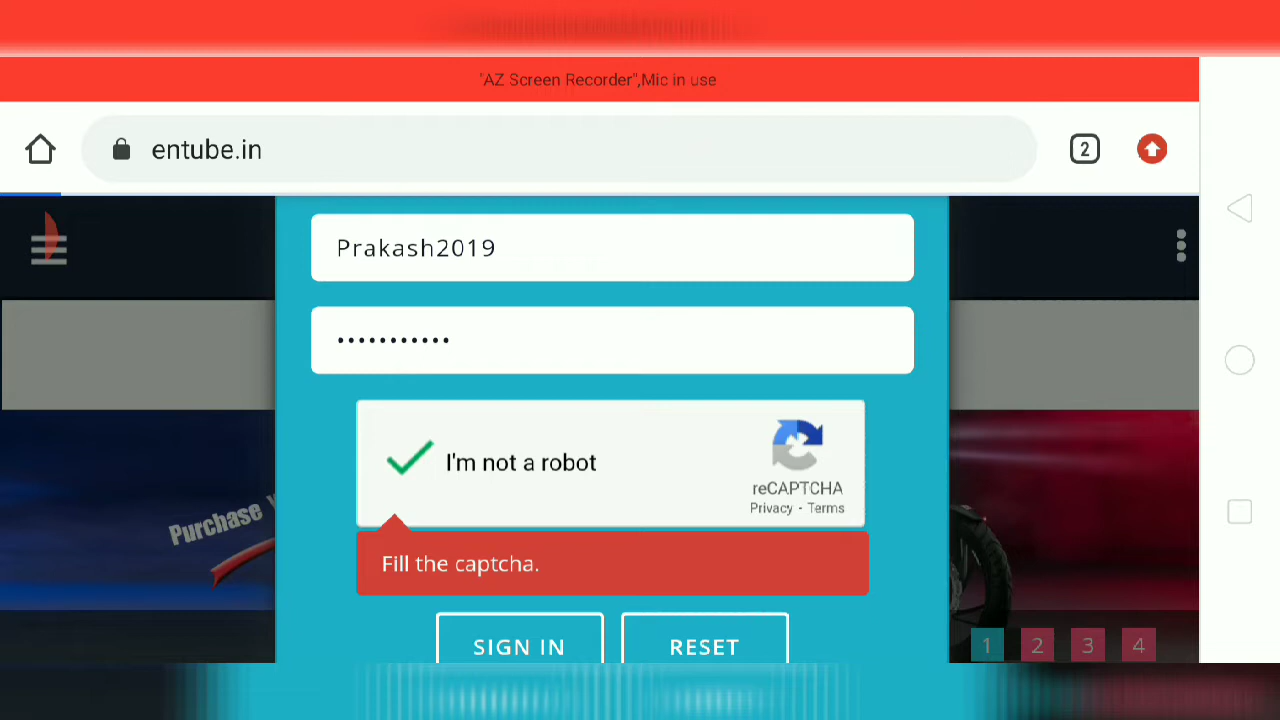 "AZ Screen Recorder",Mic in use
entube.in
2
Prakash2019
•••••••••••
I'm not a robot
reCAPTCHA
Privacy - Terms
Purchase
Fill the captcha.
SIGN IN
RESET
1
2
3
4